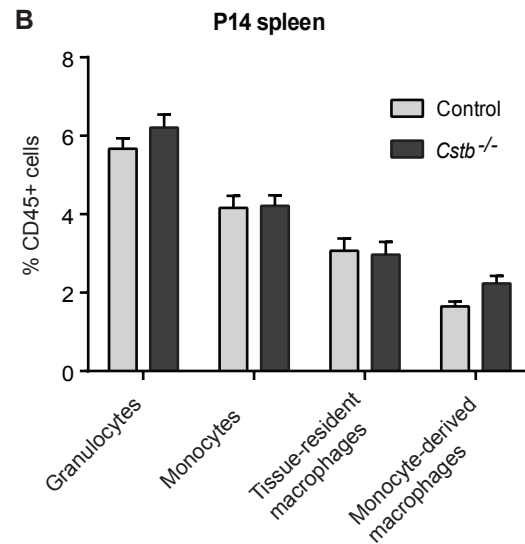 B
P14 spleen
8
6
4
2
0
% CD45+ cells
Control
Cstb-/-
Granulocytes
Monocytes
Tissue-resident
macrophages
Monocyte-derived
macrophages